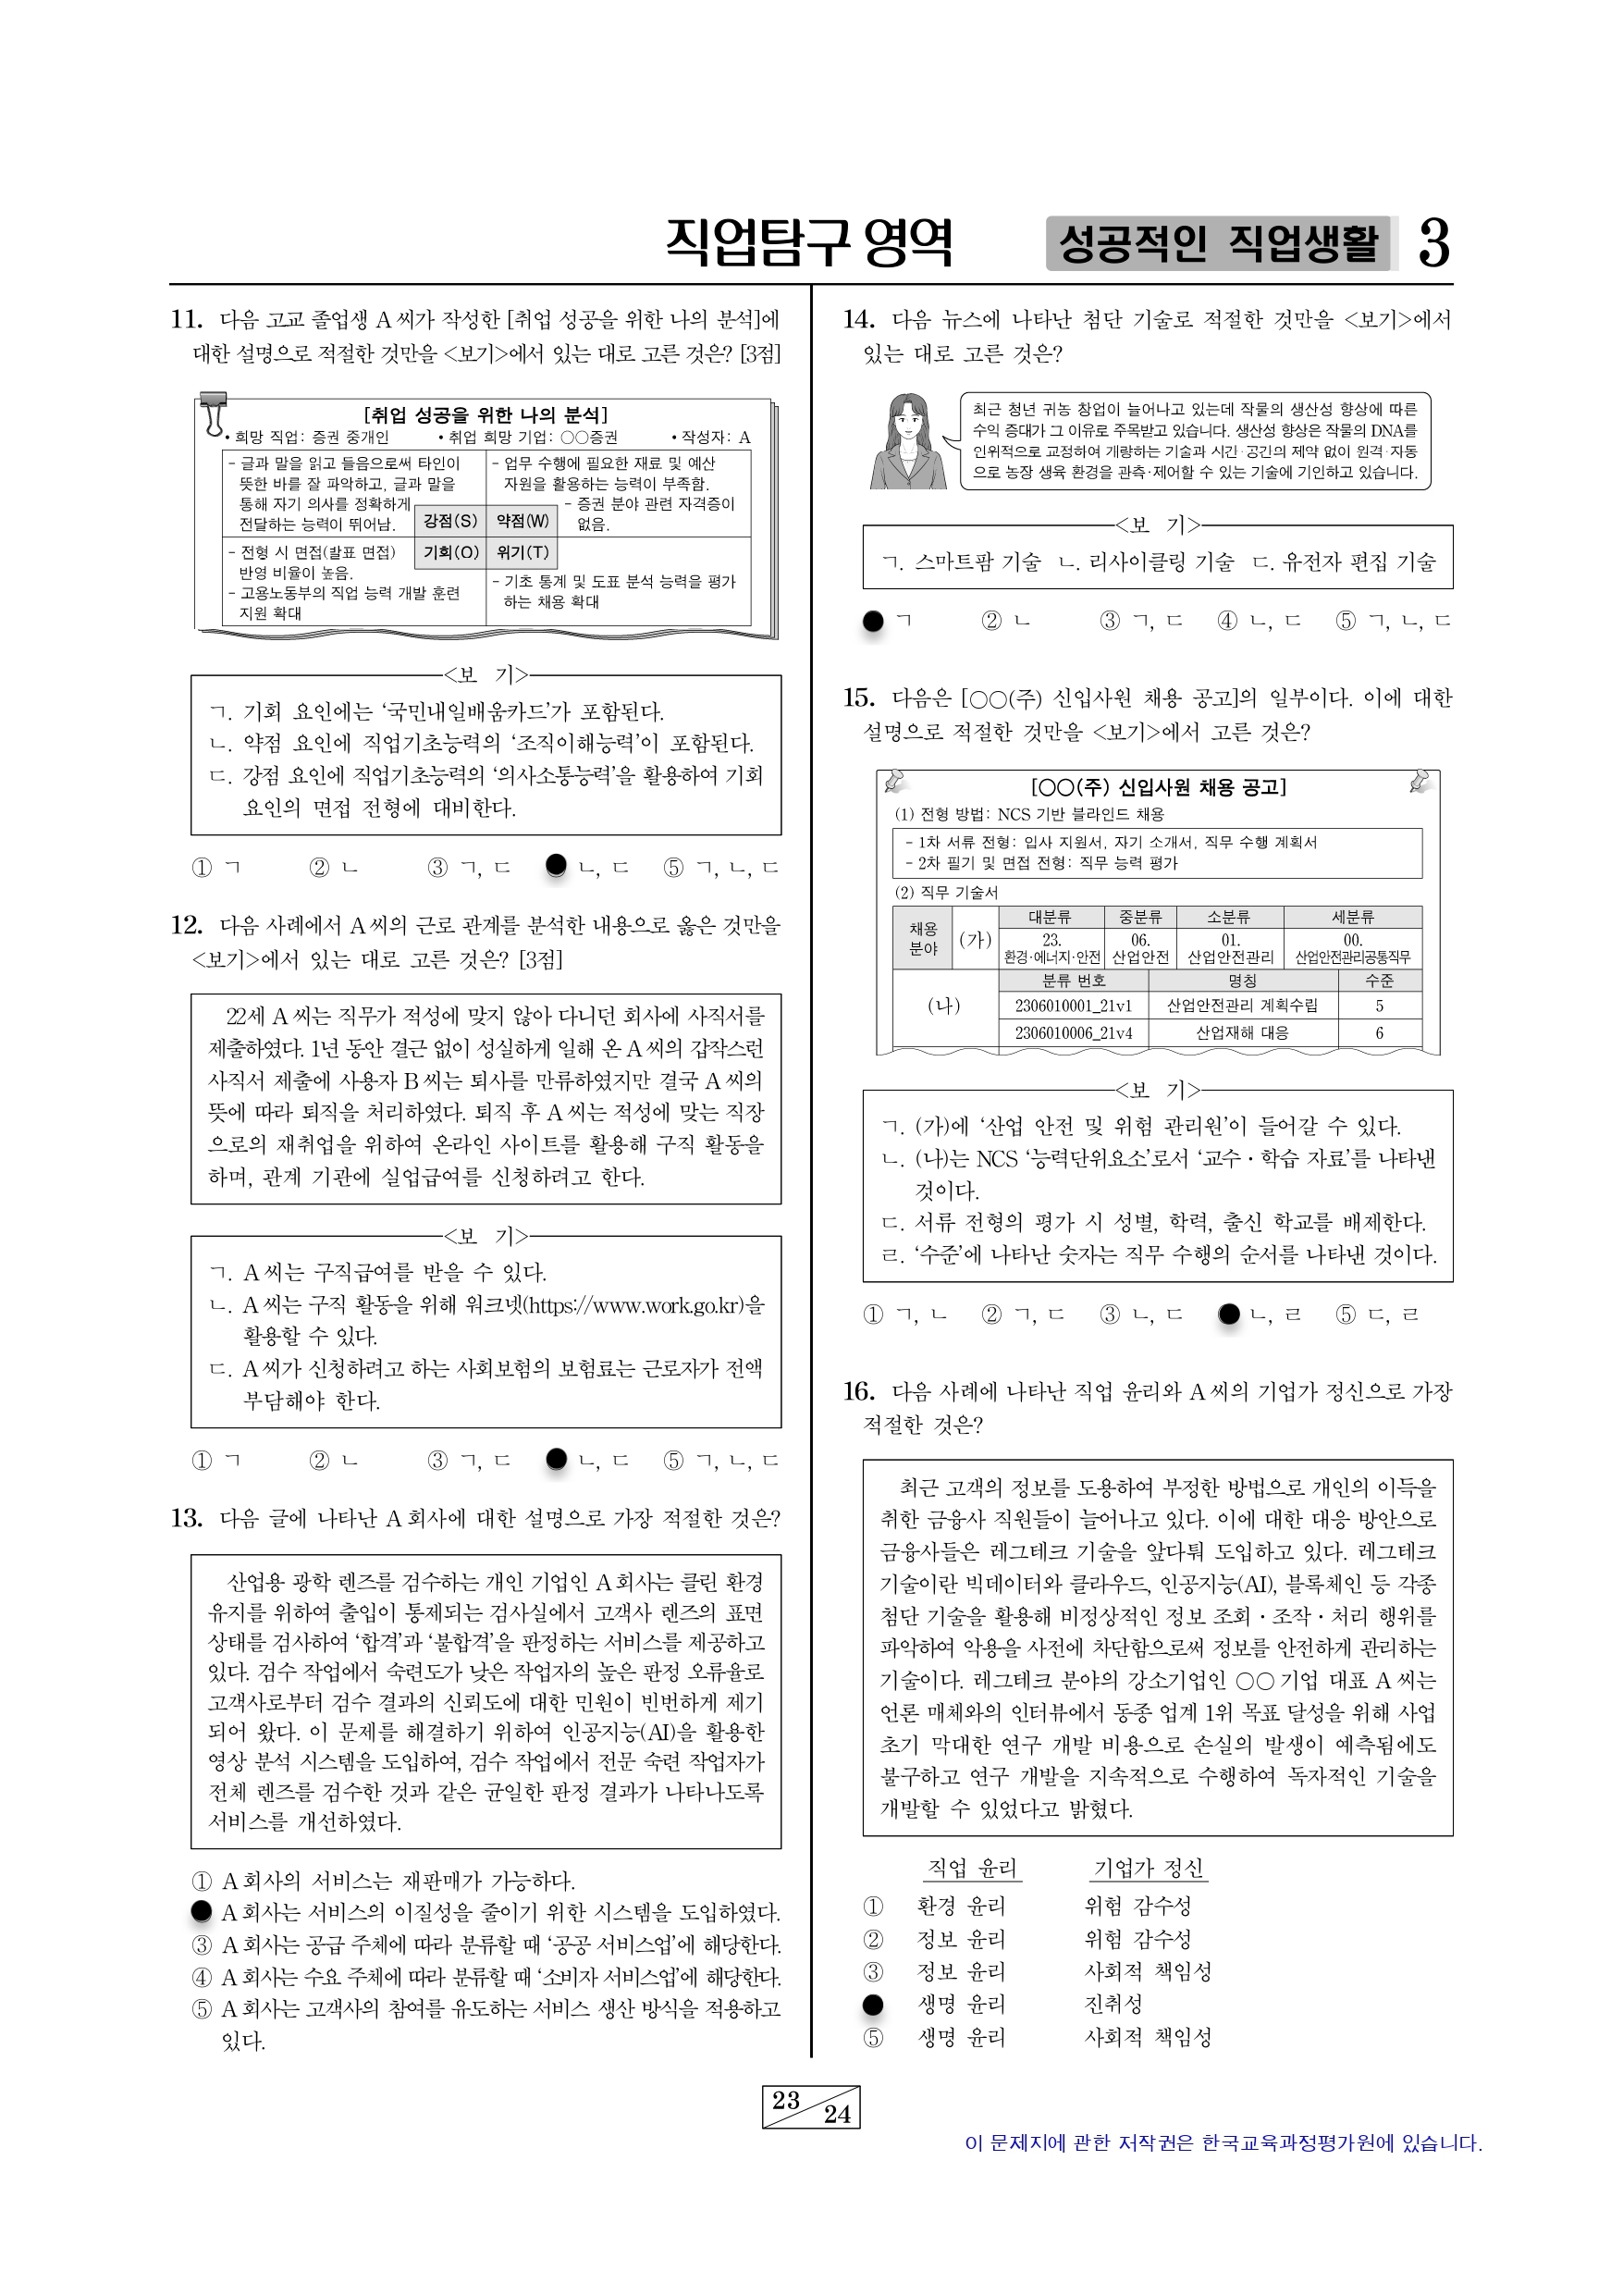 직업탐구 영역
성공적인 직업생활
3
11. 다음 고교 졸업생 A 씨가 작성한 [취업 성공을 위한 나의 분석]에
대한 설명으로 적절한 것만을 <보기>에서 있는 대로 고른 것은? [3점]
[취업 성공을 위한 나의 분석]
• 희망 직업: 증권 중개인 • 취업 희망 기업: ○○증권 • 작성자: A
- 글과 말을 읽고 들음으로써 타인이
뜻한 바를 잘 파악하고, 글과 말을
통해 자기 의사를 정확하게
전달하는 능력이 뛰어남.
- 업무 수행에 필요한 재료 및 예산
자원을 활용하는 능력이 부족함.
- 증권 분야 관련 자격증이
없음.
강점(S) 약점(W)
기회(O) 위기(T)
- 전형 시 면접(발표 면접)
반영 비율이 높음.
- 고용노동부의 직업 능력 개발 훈련
지원 확대
- 기초 통계 및 도표 분석 능력을 평가
하는 채용 확대
<보 기>
ㄱ. 기회 요인에는 ‘국민내일배움카드’가 포함된다.
ㄴ. 약점 요인에 직업기초능력의 ‘조직이해능력’이 포함된다.
ㄷ. 강점 요인에 직업기초능력의 ‘의사소통능력’을 활용하여 기회
요인의 면접 전형에 대비한다.
① ㄱ ② ㄴ ③ ㄱ, ㄷ ● ㄴ, ㄷ ⑤ ㄱ, ㄴ, ㄷ
12. 다음 사례에서 A 씨의 근로 관계를 분석한 내용으로 옳은 것만을
<보기>에서 있는 대로 고른 것은? [3점]
22세 A 씨는 직무가 적성에 맞지 않아 다니던 회사에 사직서를
제출하였다. 1년 동안 결근 없이 성실하게 일해 온 A 씨의 갑작스런
사직서 제출에 사용자 B 씨는 퇴사를 만류하였지만 결국 A 씨의
뜻에 따라 퇴직을 처리하였다. 퇴직 후 A 씨는 적성에 맞는 직장
으로의 재취업을 위하여 온라인 사이트를 활용해 구직 활동을
하며, 관계 기관에 실업급여를 신청하려고 한다.
<보 기>
ㄱ. A 씨는 구직급여를 받을 수 있다.
ㄴ. A 씨는 구직 활동을 위해 워크넷(https://www.work.go.kr)을
활용할 수 있다.
ㄷ. A 씨가 신청하려고 하는 사회보험의 보험료는 근로자가 전액
부담해야 한다.
① ㄱ ② ㄴ ③ ㄱ, ㄷ ● ㄴ, ㄷ ⑤ ㄱ, ㄴ, ㄷ
13. 다음 글에 나타난 A 회사에 대한 설명으로 가장 적절한 것은?
산업용 광학 렌즈를 검수하는 개인 기업인 A 회사는 클린 환경
유지를 위하여 출입이 통제되는 검사실에서 고객사 렌즈의 표면
상태를 검사하여 ‘합격’과 ‘불합격’을 판정하는 서비스를 제공하고
있다. 검수 작업에서 숙련도가 낮은 작업자의 높은 판정 오류율로
고객사로부터 검수 결과의 신뢰도에 대한 민원이 빈번하게 제기
되어 왔다. 이 문제를 해결하기 위하여 인공지능(AI)을 활용한
영상 분석 시스템을 도입하여, 검수 작업에서 전문 숙련 작업자가
전체 렌즈를 검수한 것과 같은 균일한 판정 결과가 나타나도록
서비스를 개선하였다.
① A 회사의 서비스는 재판매가 가능하다.
● A 회사는 서비스의 이질성을 줄이기 위한 시스템을 도입하였다.
③ A 회사는 공급 주체에 따라 분류할 때 ‘공공 서비스업’에 해당한다.
④ A 회사는 수요 주체에 따라 분류할 때 ‘소비자 서비스업’에 해당한다.
⑤ A 회사는 고객사의 참여를 유도하는 서비스 생산 방식을 적용하고
있다.
14. 다음 뉴스에 나타난 첨단 기술로 적절한 것만을 <보기>에서
있는 대로 고른 것은?
최근 청년 귀농 창업이 늘어나고 있는데 작물의 생산성 향상에 따른
수익 증대가 그 이유로 주목받고 있습니다. 생산성 향상은 작물의 DNA를
인위적으로 교정하여 개량하는 기술과 시간·공간의 제약 없이 원격·자동
으로 농장 생육 환경을 관측·제어할 수 있는 기술에 기인하고 있습니다.
<보 기>
ㄱ. 스마트팜 기술 ㄴ. 리사이클링 기술 ㄷ. 유전자 편집 기술
● ㄱ ② ㄴ ③ ㄱ, ㄷ ④ ㄴ, ㄷ ⑤ ㄱ, ㄴ, ㄷ
15. 다음은 [○○(주) 신입사원 채용 공고]의 일부이다. 이에 대한
설명으로 적절한 것만을 <보기>에서 고른 것은?
[○○(주) 신입사원 채용 공고]
(1) 전형 방법: NCS 기반 블라인드 채용
- 1차 서류 전형: 입사 지원서, 자기 소개서, 직무 수행 계획서
- 2차 필기 및 면접 전형: 직무 능력 평가
(2) 직무 기술서
채용
분야
(가)
대분류 중분류 소분류 세분류
23. 06. 01. 00.
환경·에너지·안전 산업안전 산업안전관리 산업안전관리공통직무
(나)
분류 번호 명칭 수준
2306010001_21v1 산업안전관리 계획수립 5
2306010006_21v4 산업재해 대응 6
<보 기>
ㄱ. (가)에 ‘산업 안전 및 위험 관리원’이 들어갈 수 있다.
ㄴ. (나)는 NCS ‘능력단위요소’로서 ‘교수·학습 자료’를 나타낸
것이다.
ㄷ. 서류 전형의 평가 시 성별, 학력, 출신 학교를 배제한다.
ㄹ. ‘수준’에 나타난 숫자는 직무 수행의 순서를 나타낸 것이다.
① ㄱ, ㄴ ② ㄱ, ㄷ ③ ㄴ, ㄷ ● ㄴ, ㄹ ⑤ ㄷ, ㄹ
16. 다음 사례에 나타난 직업 윤리와 A 씨의 기업가 정신으로 가장
적절한 것은?
최근 고객의 정보를 도용하여 부정한 방법으로 개인의 이득을
취한 금융사 직원들이 늘어나고 있다. 이에 대한 대응 방안으로
금융사들은 레그테크 기술을 앞다퉈 도입하고 있다. 레그테크
기술이란 빅데이터와 클라우드, 인공지능(AI), 블록체인 등 각종
첨단 기술을 활용해 비정상적인 정보 조회·조작·처리 행위를
파악하여 악용을 사전에 차단함으로써 정보를 안전하게 관리하는
기술이다. 레그테크 분야의 강소기업인 ○○ 기업 대표 A 씨는
언론 매체와의 인터뷰에서 동종 업계 1위 목표 달성을 위해 사업
초기 막대한 연구 개발 비용으로 손실의 발생이 예측됨에도
불구하고 연구 개발을 지속적으로 수행하여 독자적인 기술을
개발할 수 있었다고 밝혔다.
직업 윤리 기업가 정신
① 환경 윤리 위험 감수성
② 정보 윤리 위험 감수성
③ 정보 윤리 사회적 책임성
● 생명 윤리 진취성
⑤ 생명 윤리 사회적 책임성
23
24
이 문제지에 관한 저작권은 한국교육과정평가원에 있습니다.